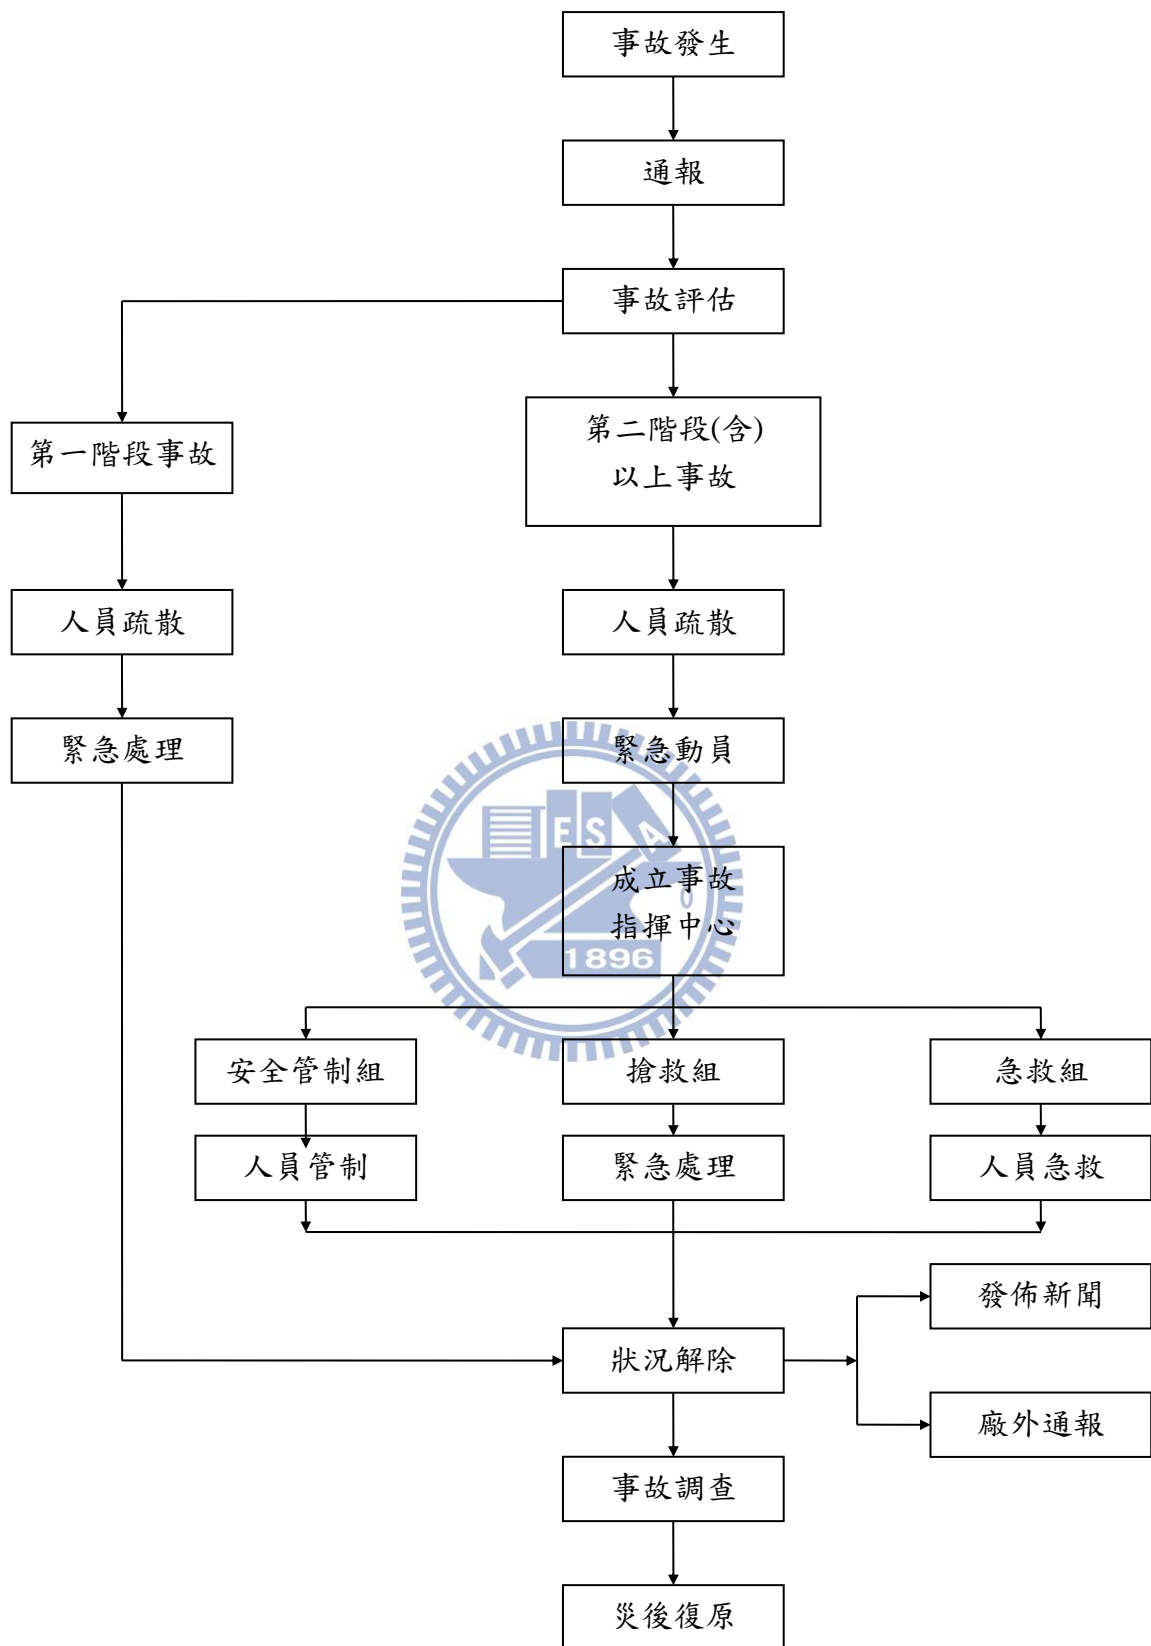 事故發生
通報
事故評估
第一階段事故
第二階段(含)
以上事故
人員疏散
人員疏散
緊急處理
緊急動員
ESA
成立事故
指揮中心
1896
安全管制組
搶救組
急救組
人員管制
緊急處理
人員急救
發佈新聞
狀況解除
廠外通報
事故調查
災後復原